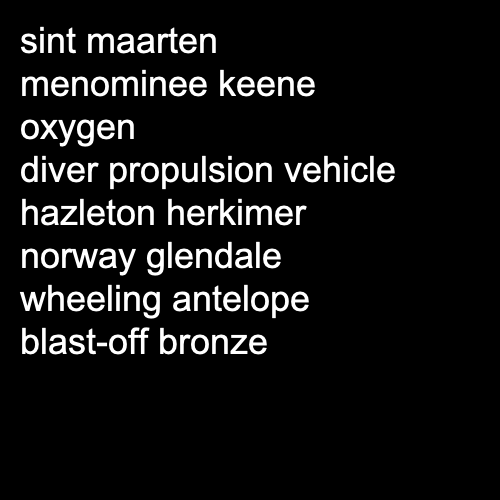 sint maarten
menominee keene
oxygen
diver propulsion vehicle
hazleton herkimer
norway glendale
wheeling antelope
blast-off bronze